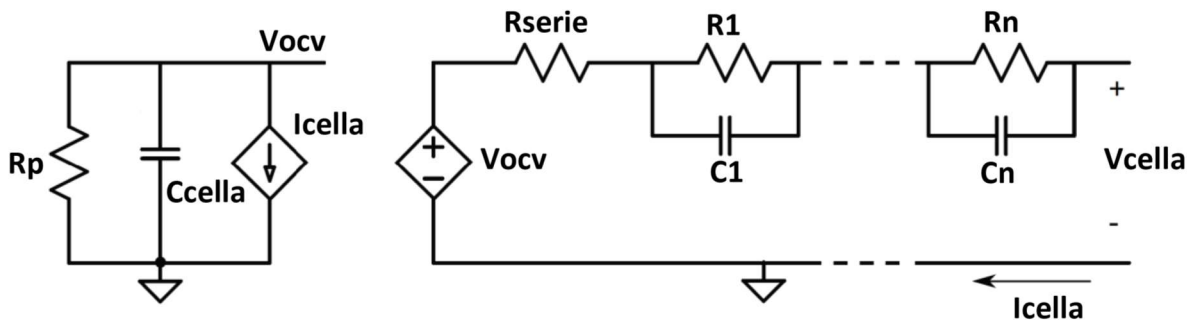 Vocv
Rp
Ccella
Icella
Rserie
R1
C1
Rn
Cn
+
-
Vocv
+
Vcella
-
Icella